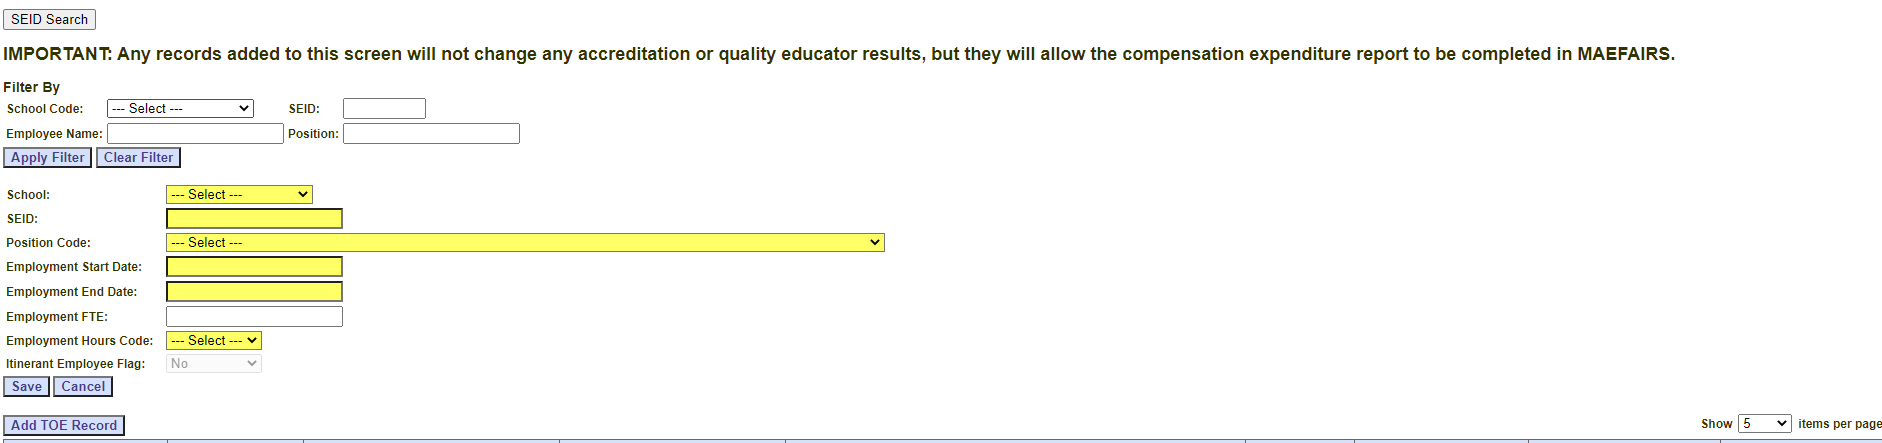 SEID Search
IMPORTANT: Any records added to this screen will not change any accreditation or quality educator results, but they will allow the compensation expenditure report to be completed in MAEFAIRS.
Filter By
School Code: --- Select --- SEID:
Employee Name: Position:
Apply Filter Clear Filter
School: --- Select ---
SEID:
Position Code: --- Select ---
Employment Start Date:
Employment End Date:
Employment FTE:
Employment Hours Code: --- Select ---
Itinerant Employee Flag: No
Save Cancel
Add TOE Record Show 5 items per page